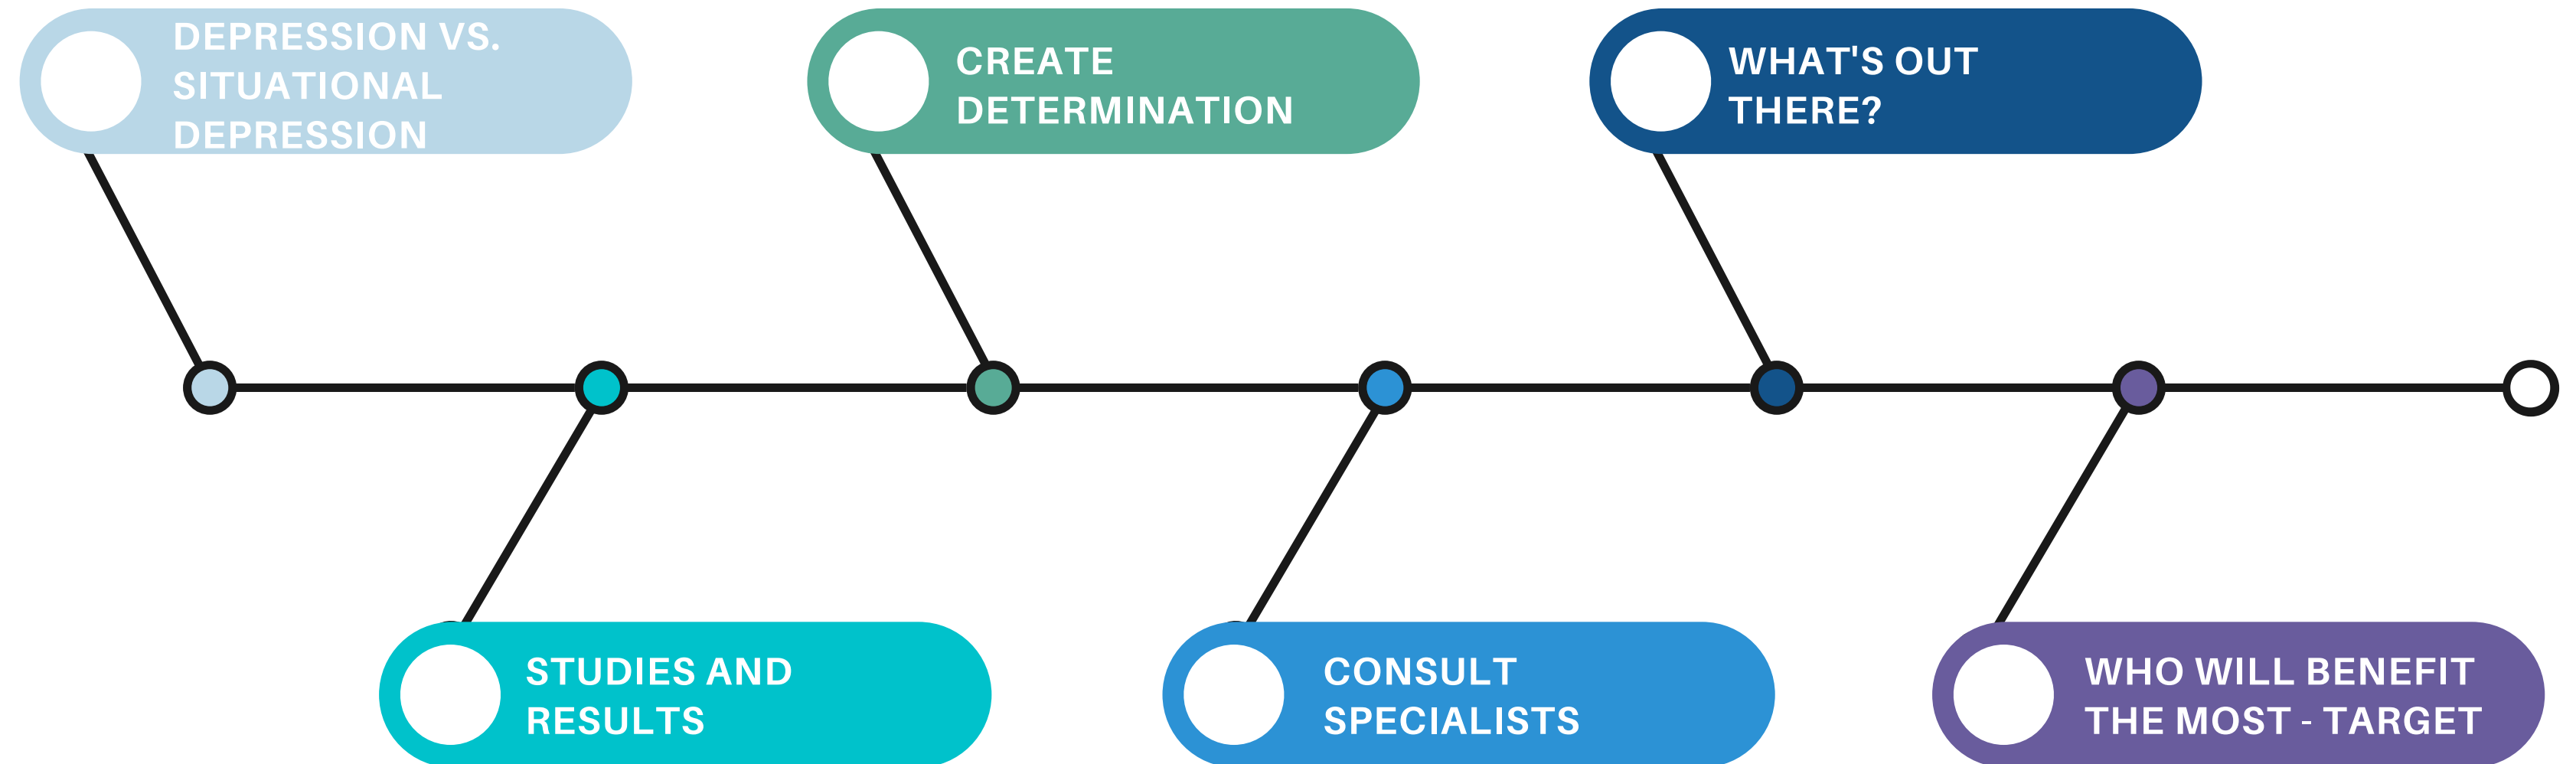 DEPRESSION VS.
SITUATIONAL
DEPRESSION
CREATE
DETERMINATION
WHAT'S OUT
THERE?
STUDIES AND
RESULTS
CONSULT
SPECIALISTS
WHO WILL BENEFIT
THE MOST - TARGET